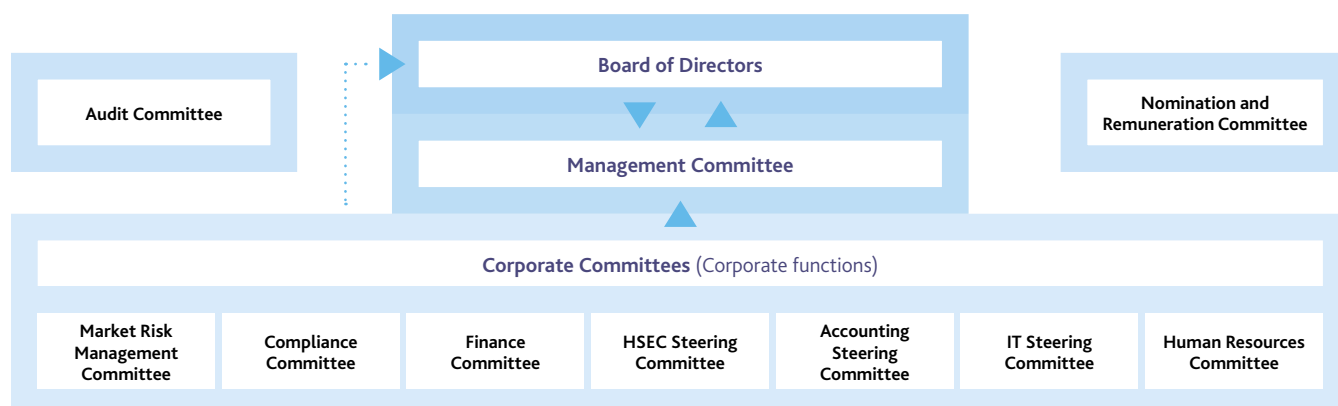 Board of Directors
Audit Committee
Nomination and
Remuneration Committee
Management Committee
Corporate Committees (Corporate functions)
Market Risk
Management
Committee
Compliance
Committee
Finance
Committee
HSEC Steering
Committee
Accounting
Steering
Committee
IT Steering
Committee
Human Resources
Committee